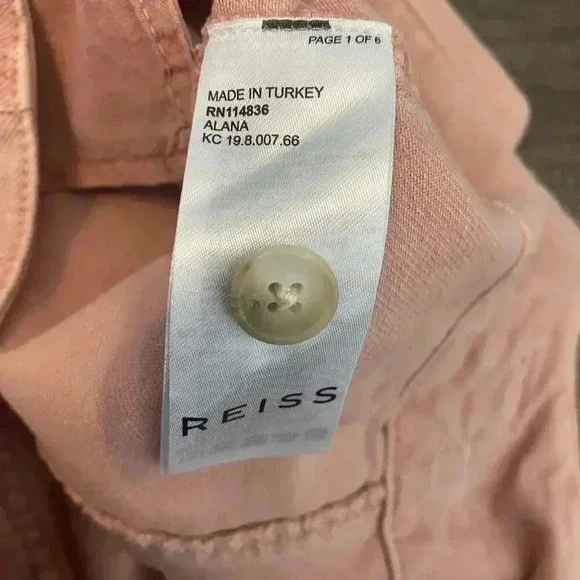 PAGE 1 OF 6
MADE IN TURKEY
RN114836
ALANA
KC 19.8.007.66
REISS